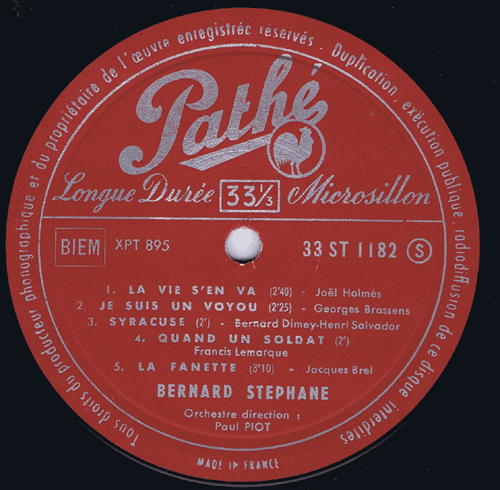 Tous droits du producteur phonographique et du propriétaire de l'œuvre enregistrée réservés. Duplication, exécution publique, radiodiffusion de ce disque interdites
Pathé
Longue Durée 33 1/3 Microsillon
BIEM XPT 895 33 ST 1182 S
1. LA VIE S'EN VA (2'40) - Joël Holmès
2. JE SUIS UN VOYOU (2'25) - Georges Brassens
3. SYRACUSE (2') - Bernard Dimey-Henri Salvador
4. QUAND UN SOLDAT (2')
Francis Lemarque
5. LA FANETTE (3'10) - Jacques Brel
BERNARD STEPHANE
Orchestre direction :
Paul PIOT
MADE IN FRANCE